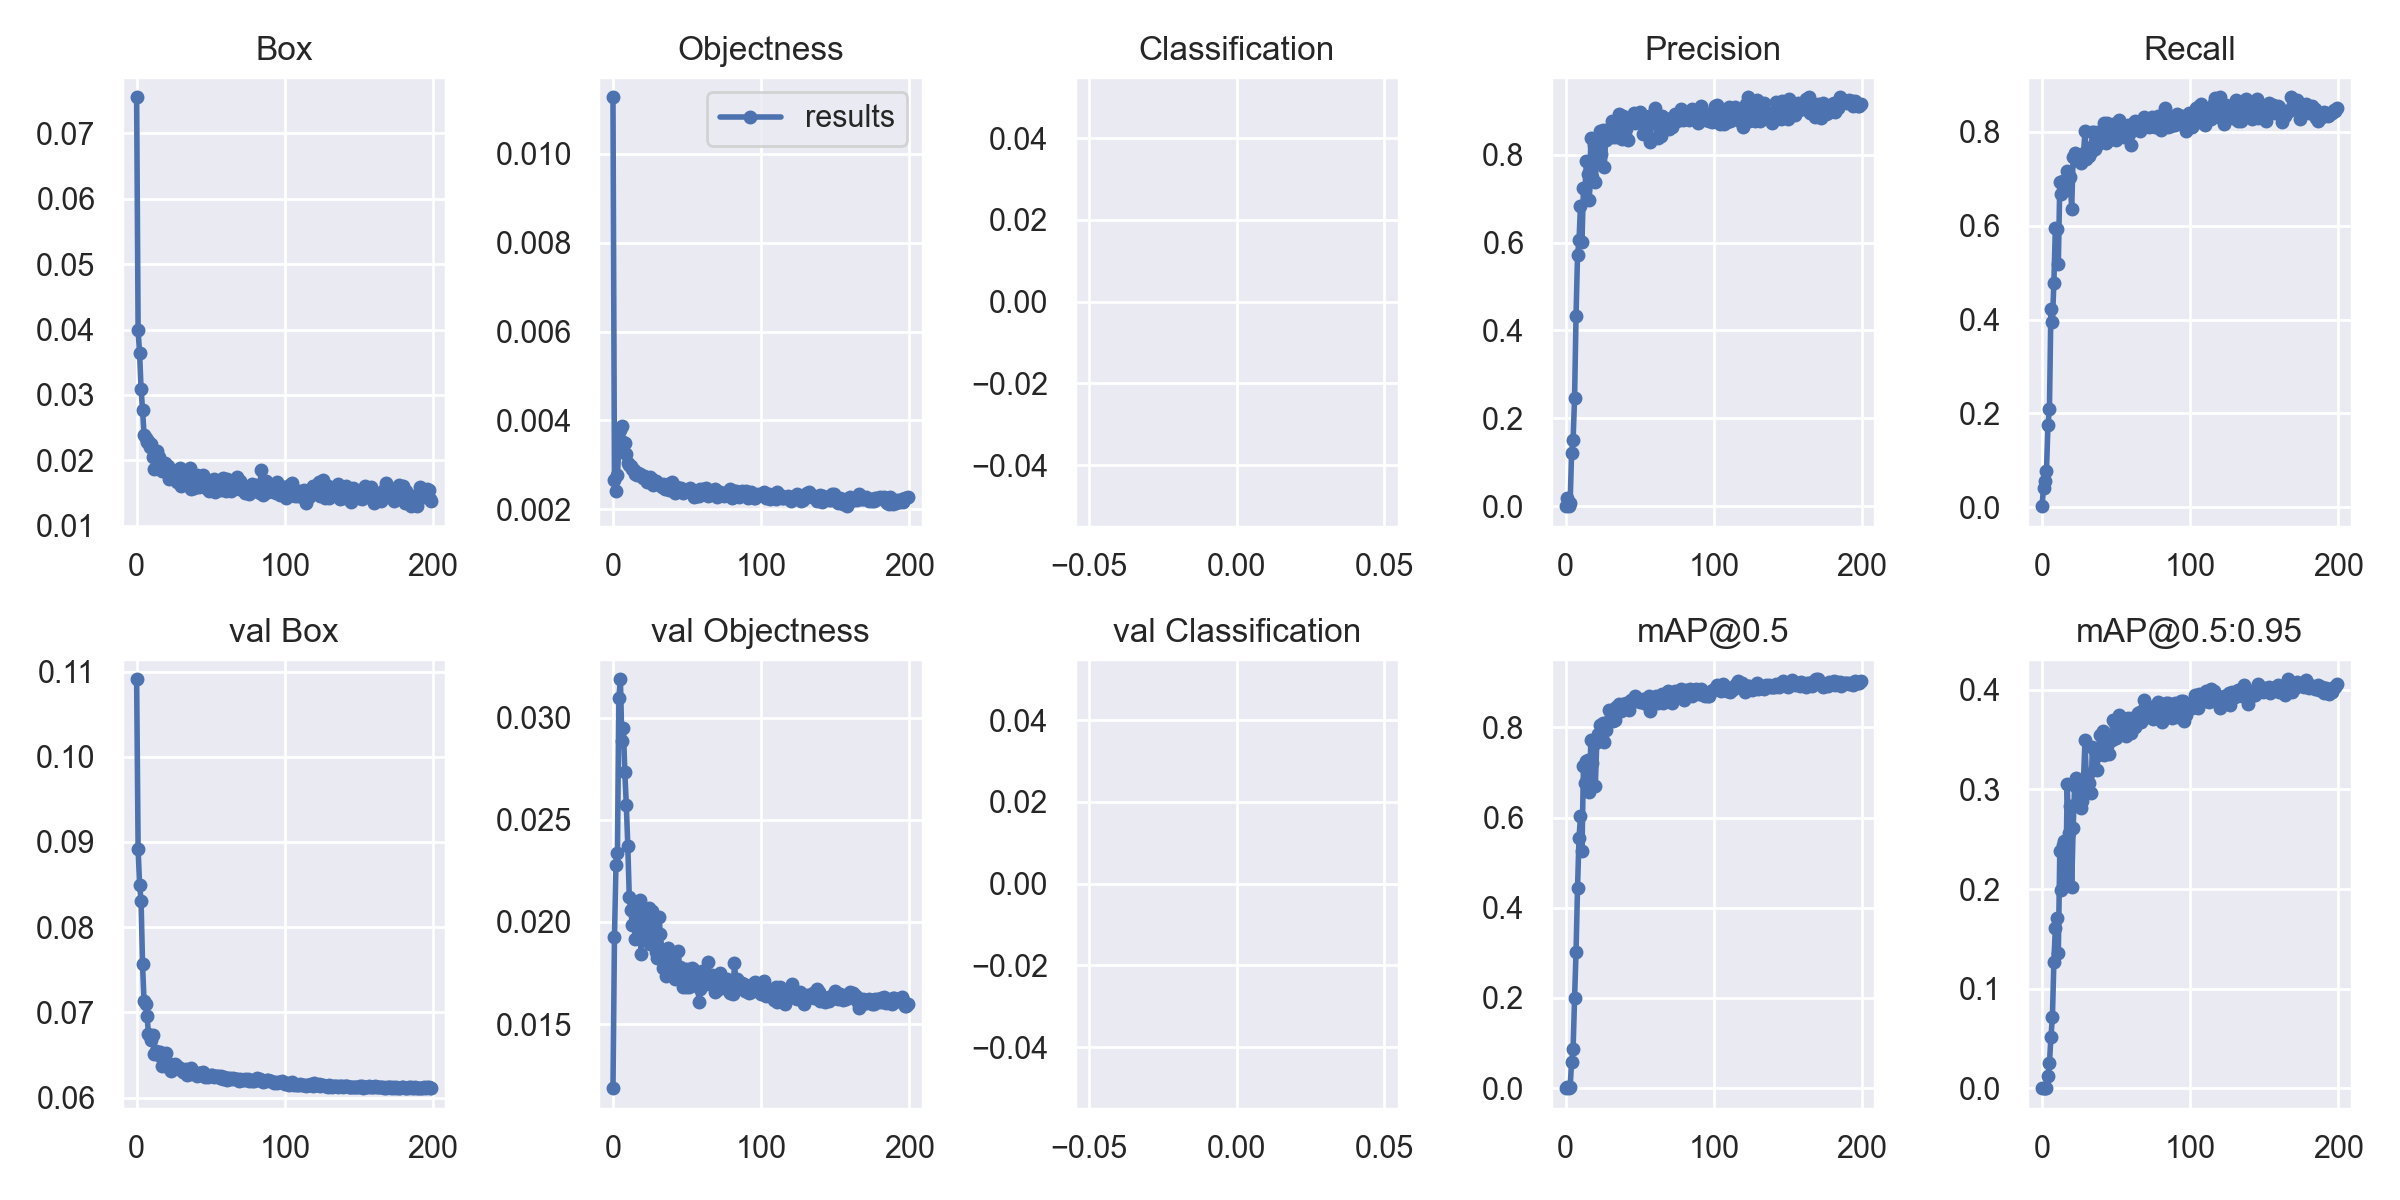 Box
0.07
0.06
0.05
0.04
0.03
0.02
0.01
0 100 200
Objectness
results
0.010
0.008
0.006
0.004
0.002
0 100 200
Classification
0.04
0.02
0.00
−0.02
−0.04
−0.05 0.00 0.05
Precision
0.8
0.6
0.4
0.2
0.0
0 100 200
Recall
0.8
0.6
0.4
0.2
0.0
0 100 200
val Box
0.11
0.10
0.09
0.08
0.07
0.06
0 100 200
val Objectness
0.030
0.025
0.020
0.015
0 100 200
val Classification
0.04
0.02
0.00
−0.02
−0.04
−0.05 0.00 0.05
mAP@0.5
0.8
0.6
0.4
0.2
0.0
0 100 200
mAP@0.5:0.95
0.4
0.3
0.2
0.1
0.0
0 100 200